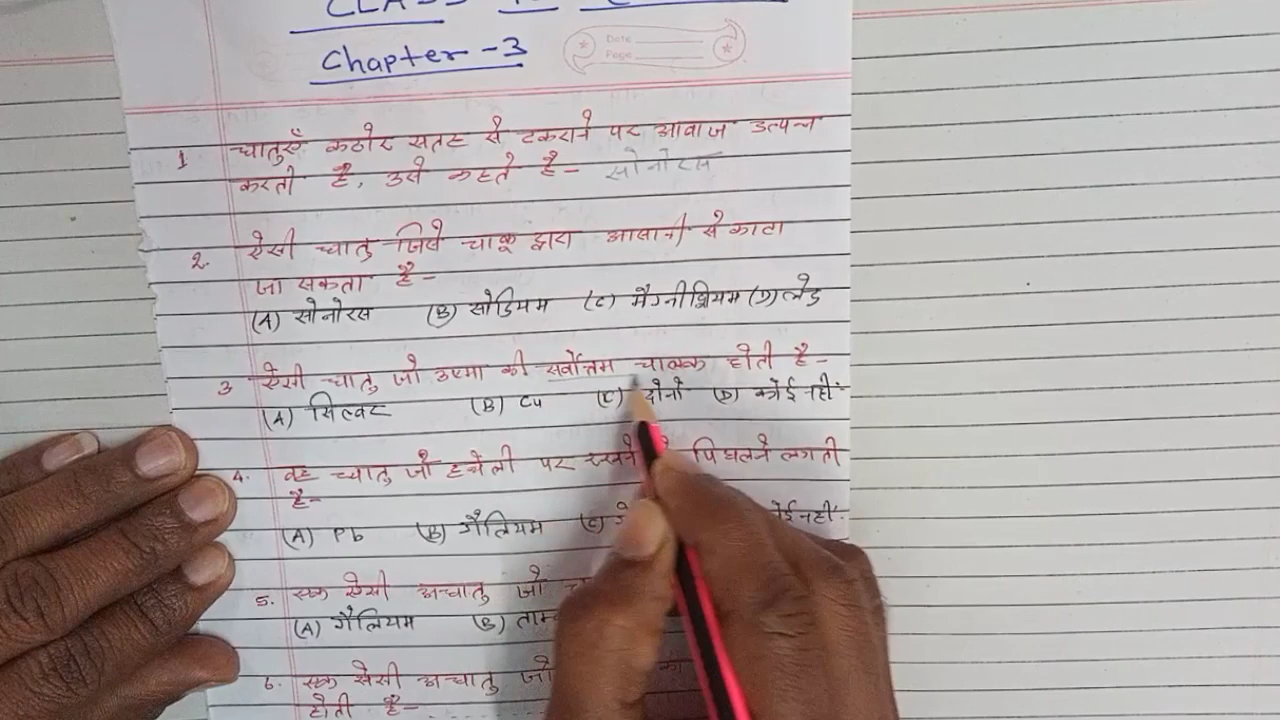 CLASS
Chapter - 3
Date
Page
1 धातुएँ कठोर सतह से टकराने पर आवाज उत्पन्न
करती है, उसे कहते है- सोनोरस
2. ऐसी धातु जिसे चाकू द्वारा आसानी से काटा
जा सकता है-
(A) सोनोरस (B) सोडियम (C) मैग्नीशियम (D) लेड
3 ऐसी धातु जो उष्मा की सर्वोत्तम चालक होती है-
(A) सिल्वर (B) Cu (C) दोनों (D) कोई नहीं
4. वह धातु जो हथेली पर रखने पिघलने लगती
है-
(A) Pb (B) गैलियम (C)
5. एक ऐसी अधातु जो
(A) गैलियम (B)
6. एक ऐसी अधातु जो
होती है-